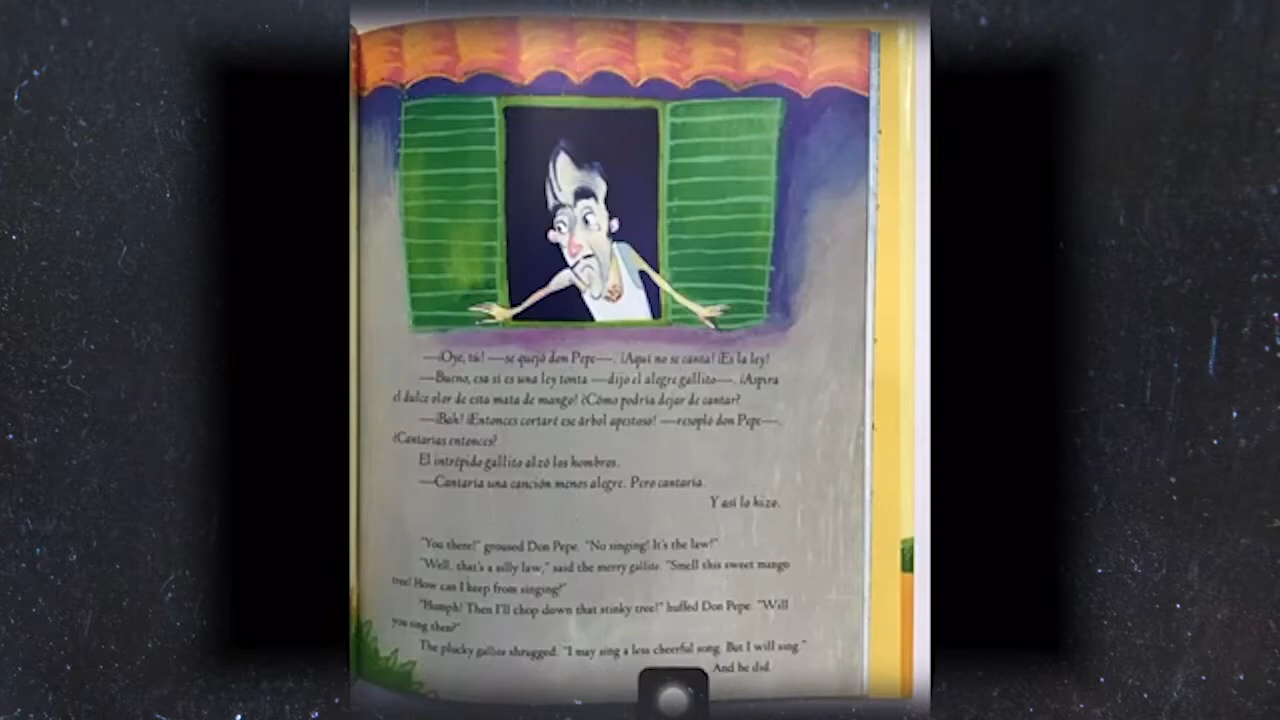 —¡Oye, tú! —se quejó don Pepe—. ¡Aquí no se canta! ¡Es la ley!
—Bueno, esa sí es una ley tonta —dijo el alegre gallito—. ¡Aspira
el dulce olor de esta mata de mango! ¿Cómo podría dejar de cantar?
—¡Bah! ¡Entonces cortaré ese árbol apestoso! —resopló don Pepe—.
¿Cantarías entonces?
El intrépido gallito alzó los hombros.
—Cantaría una canción menos alegre. Pero cantaría.
Y así lo hizo.
"You there!" groused Don Pepe. "No singing! It's the law!"
"Well, that's a silly law," said the merry gallito. "Smell this sweet mango
tree! How can I keep from singing?"
"Humph! Then I'll chop down that stinky tree!" huffed Don Pepe. "Will
you sing then?"
The plucky gallito shrugged. "I may sing a less cheerful song. But I will sing."
And he did.